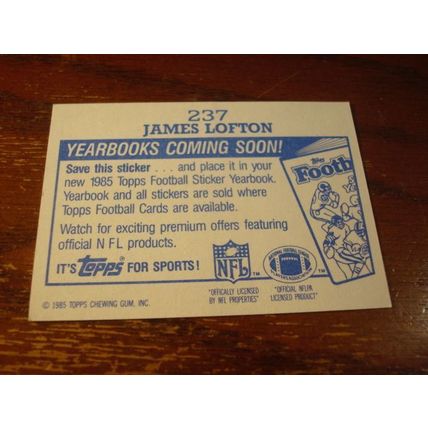 237
JAMES LOFTON
YEARBOOKS COMING SOON!
Save this sticker . . . and place it in your
new 1985 Topps Football Sticker Yearbook.
Yearbook and all stickers are sold where
Topps Football Cards are available.
Watch for exciting premium offers featuring
official N FL products.
IT'S Topps® FOR SPORTS!
NFL TM
TM
© 1985 TOPPS CHEWING GUM, INC.
"OFFICIALLY LICENSED
BY NFL PROPERTIES"
"OFFICIAL NFLPA
LICENSED PRODUCT"
Topps
Footb